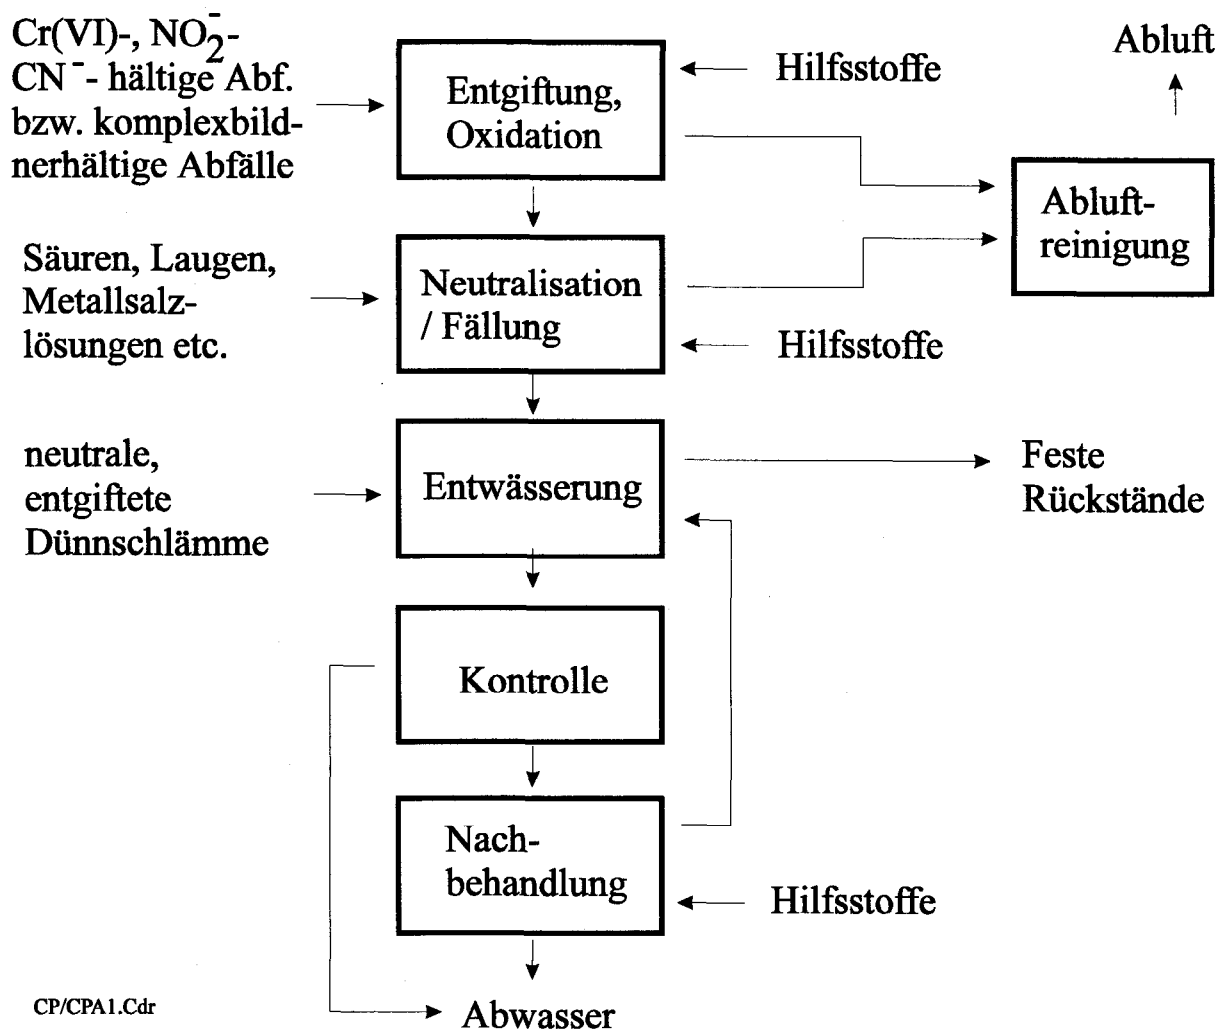 Cr(VI)-, NO₂⁻-
CN⁻- hältige Abf.
bzw. komplexbild-
nerhältige Abfälle
Entgiftung,
Oxidation
Hilfsstoffe
Abluft
Abluft-
reinigung
Säuren, Laugen,
Metallsalz-
lösungen etc.
Neutralisation
/ Fällung
Hilfsstoffe
neutrale,
entgiftete
Dünnschlämme
Entwässerung
Feste
Rückstände
Kontrolle
Nach-
behandlung
Hilfsstoffe
Abwasser
CP/CPA1.Cdr